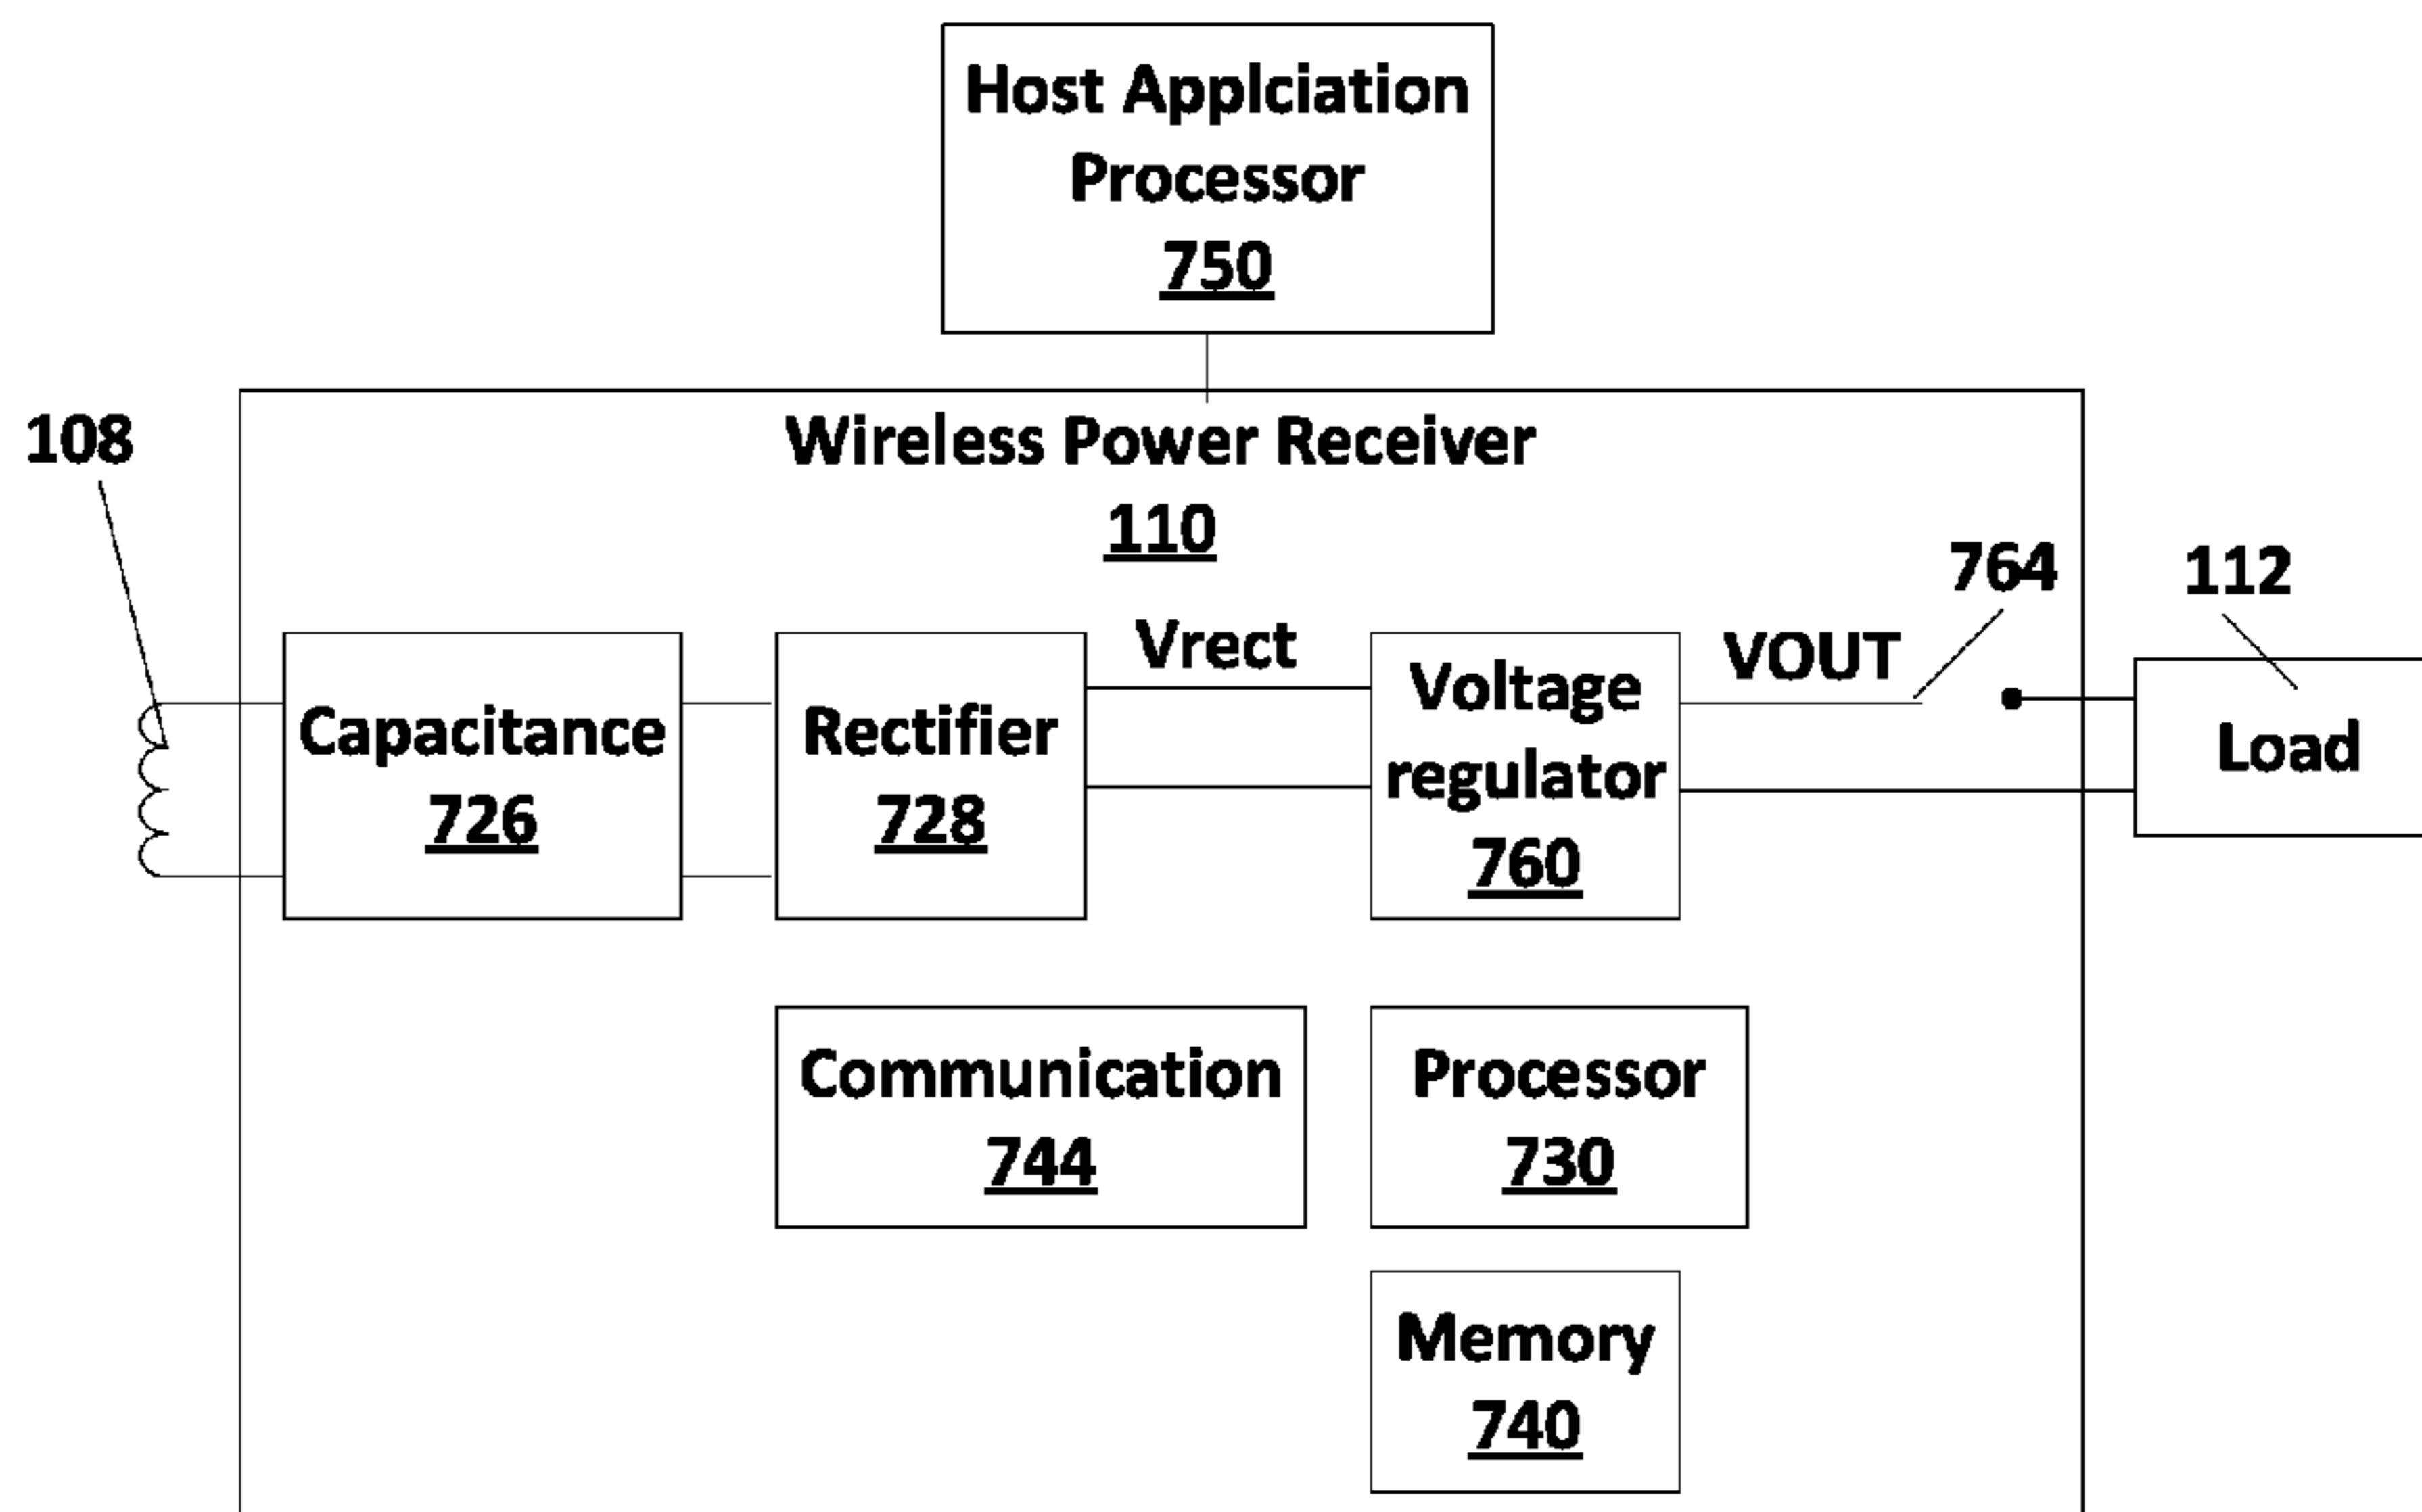 Host Applciation
Processor
750
108
Wireless Power Receiver
110
764
112
Vrect
VOUT
Capacitance
726
Rectifier
728
Voltage
regulator
760
Load
Communication
744
Processor
730
Memory
740